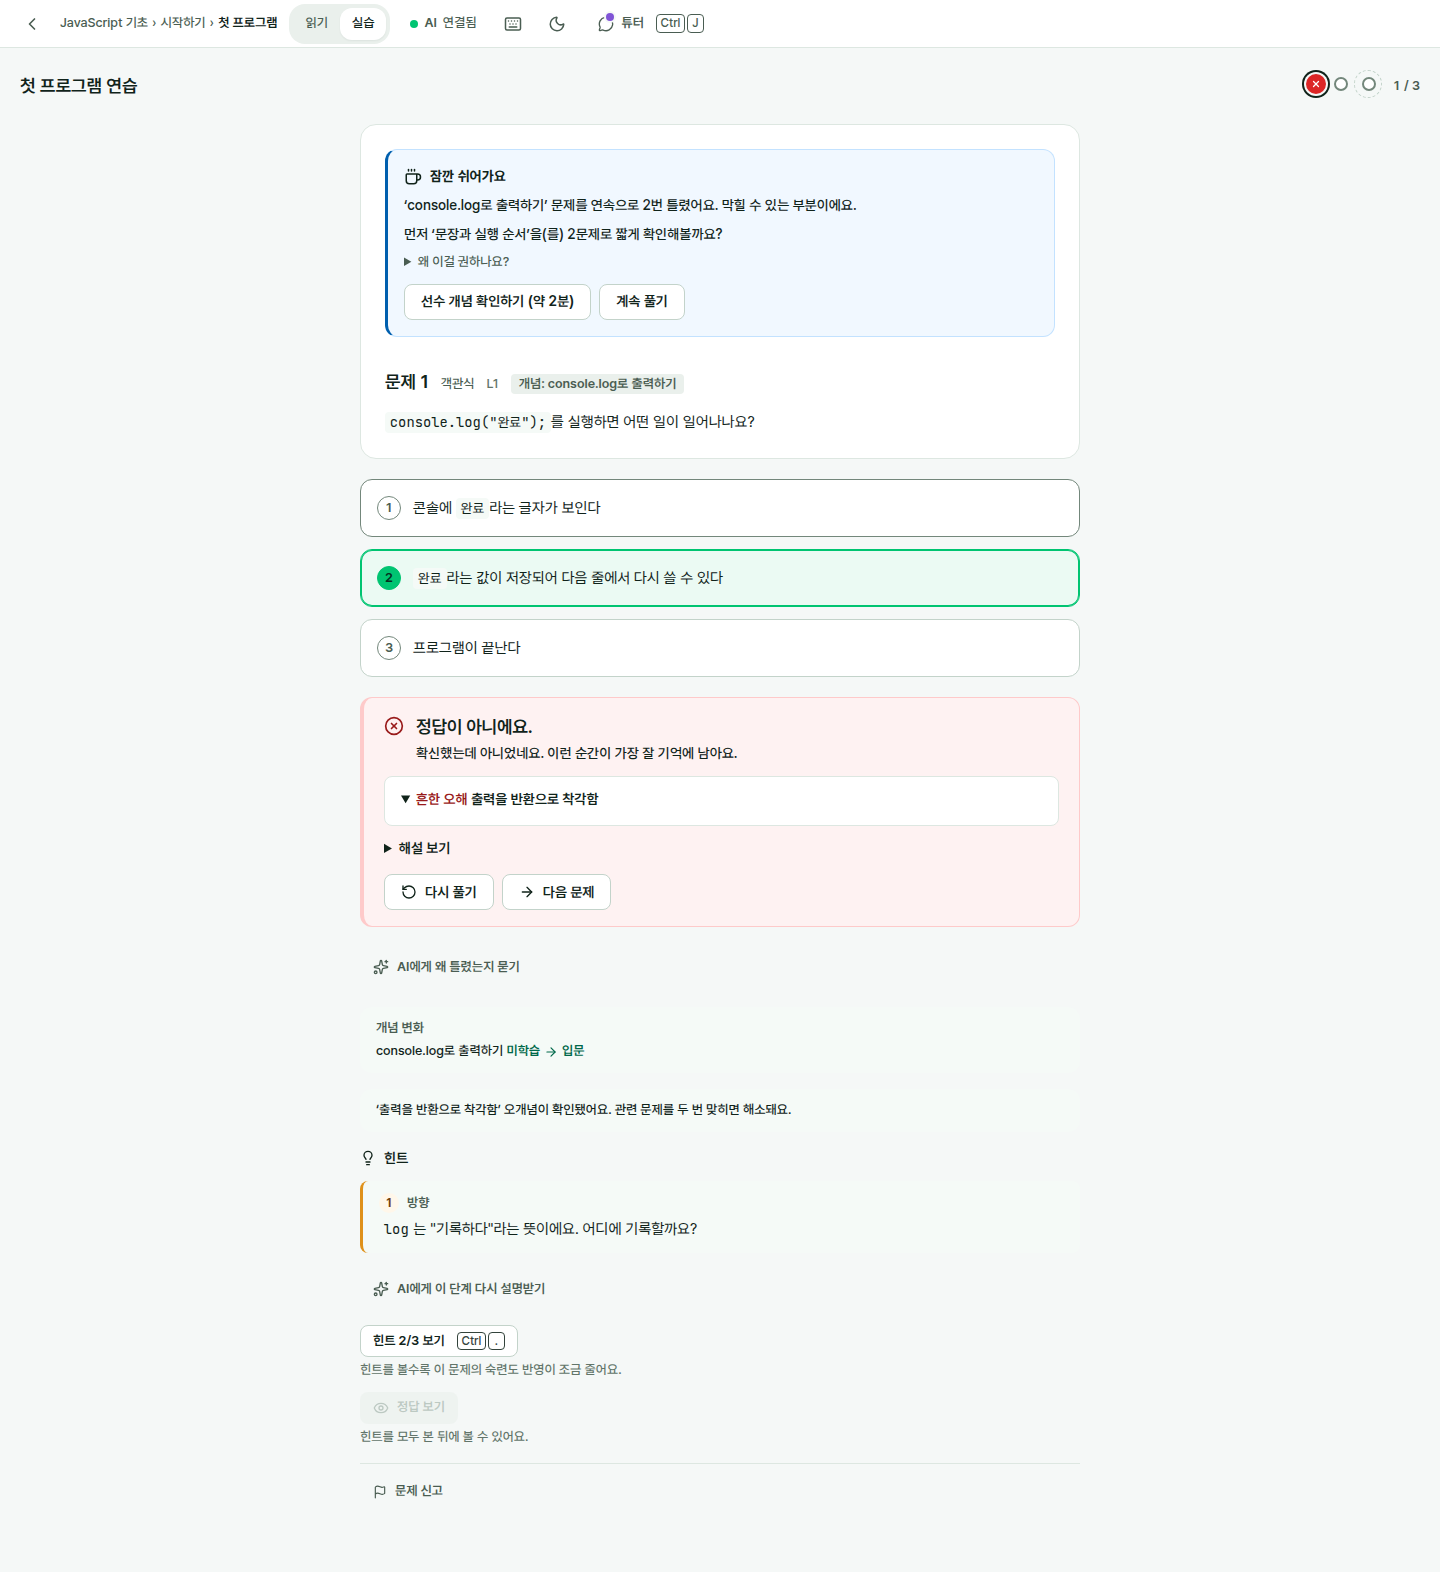 JavaScript 기초 › 시작하기 › 첫 프로그램 읽기 실습 AI 연결됨 튜터 Ctrl J
첫 프로그램 연습 1 / 3
잠깐 쉬어가요
‘console.log로 출력하기’ 문제를 연속으로 2번 틀렸어요. 막힐 수 있는 부분이에요.
먼저 ‘문장과 실행 순서’을(를) 2문제로 짧게 확인해볼까요?
왜 이걸 권하나요?
선수 개념 확인하기 (약 2분) 계속 풀기
문제 1 객관식 L1 개념: console.log로 출력하기
console.log("완료"); 를 실행하면 어떤 일이 일어나나요?
1 콘솔에 완료 라는 글자가 보인다
2 완료 라는 값이 저장되어 다음 줄에서 다시 쓸 수 있다
3 프로그램이 끝난다
정답이 아니에요.
확신했는데 아니었네요. 이런 순간이 가장 잘 기억에 남아요.
흔한 오해 출력을 반환으로 착각함
해설 보기
다시 풀기 다음 문제
AI에게 왜 틀렸는지 묻기
개념 변화
console.log로 출력하기 미학습 → 입문
‘출력을 반환으로 착각함’ 오개념이 확인됐어요. 관련 문제를 두 번 맞히면 해소돼요.
힌트
1 방향
log 는 "기록하다"라는 뜻이에요. 어디에 기록할까요?
AI에게 이 단계 다시 설명받기
힌트 2/3 보기 Ctrl .
힌트를 볼수록 이 문제의 숙련도 반영이 조금 줄어요.
정답 보기
힌트를 모두 본 뒤에 볼 수 있어요.
문제 신고